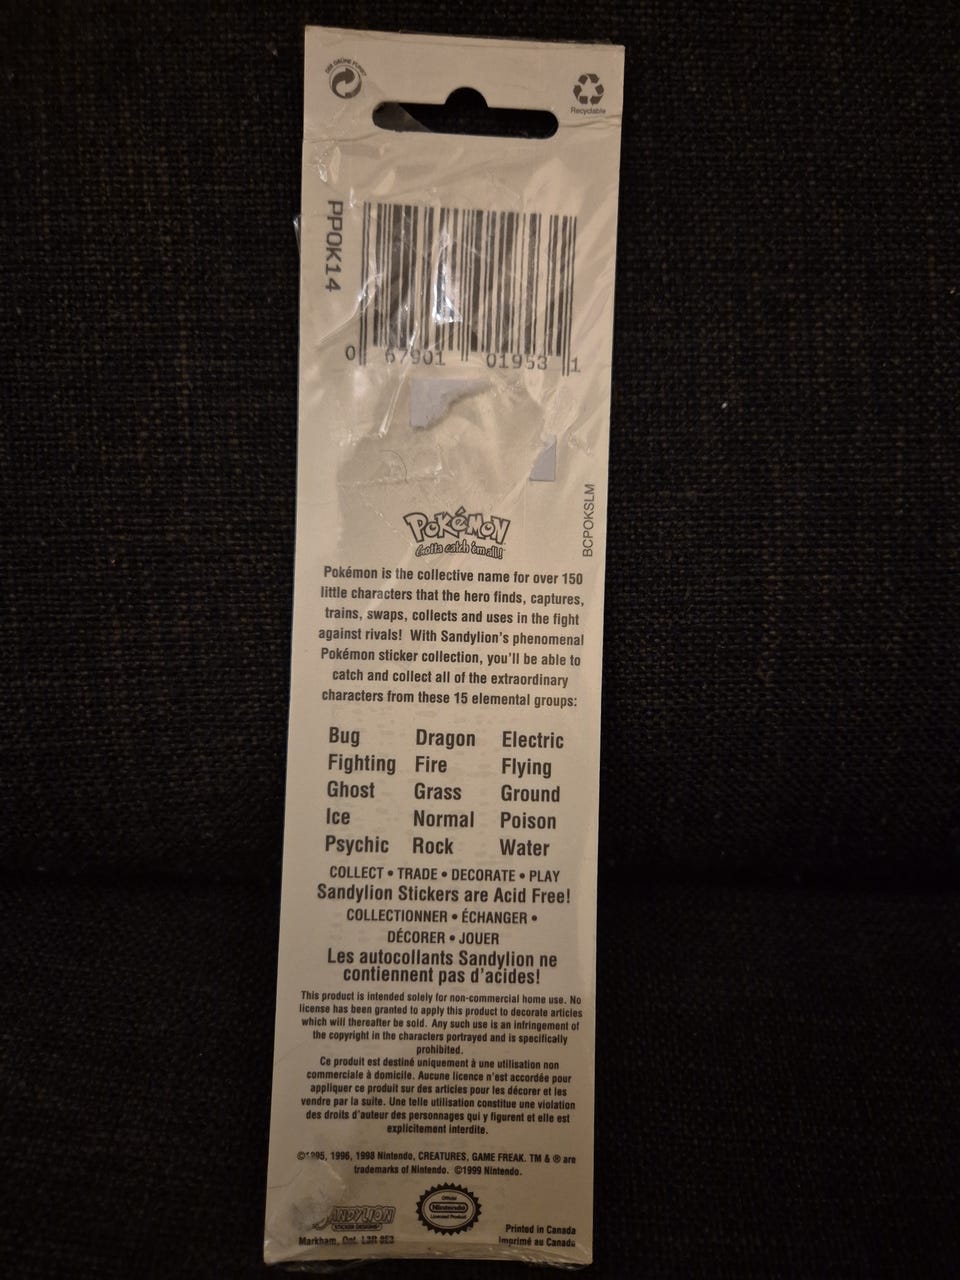 DER GRÜNE PUNKT
Recyclable
PPOK14
0 67901 01953 1
BCPOKSLM
POKéMON
Gotta catch 'em all!
Pokémon is the collective name for over 150
little characters that the hero finds, captures,
trains, swaps, collects and uses in the fight
against rivals! With Sandylion's phenomenal
Pokémon sticker collection, you'll be able to
catch and collect all of the extraordinary
characters from these 15 elemental groups:
Bug Dragon Electric
Fighting Fire Flying
Ghost Grass Ground
Ice Normal Poison
Psychic Rock Water
COLLECT • TRADE • DECORATE • PLAY
Sandylion Stickers are Acid Free!
COLLECTIONNER • ÉCHANGER •
DÉCORER • JOUER
Les autocollants Sandylion ne
contiennent pas d'acides!
This product is intended solely for non-commercial home use. No
license has been granted to apply this product to decorate articles
which will thereafter be sold. Any such use is an infringement of
the copyright in the characters portrayed and is specifically
prohibited.
Ce produit est destiné uniquement à une utilisation non
commerciale à domicile. Aucune licence n'est accordée pour
appliquer ce produit sur des articles pour les décorer et les
vendre par la suite. Une telle utilisation constitue une violation
des droits d'auteur des personnages qui y figurent et elle est
explicitement interdite.
©1995, 1996, 1998 Nintendo, CREATURES, GAME FREAK. TM & ® are
trademarks of Nintendo. ©1999 Nintendo.
SANDYLION
STICKER DESIGNS
Markham, Ont. L3R 8E3
Official
Nintendo
Licensed Product
Printed in Canada
Imprimé au Canada